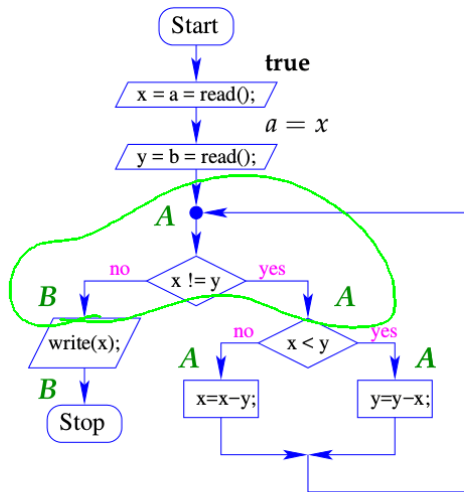 Start
true
x = a = read();
a = x
y = b = read();
A
no
x != y
yes
B
A
write(x);
no
x < y
yes
B
A
A
x=x−y;
y=y−x;
Stop